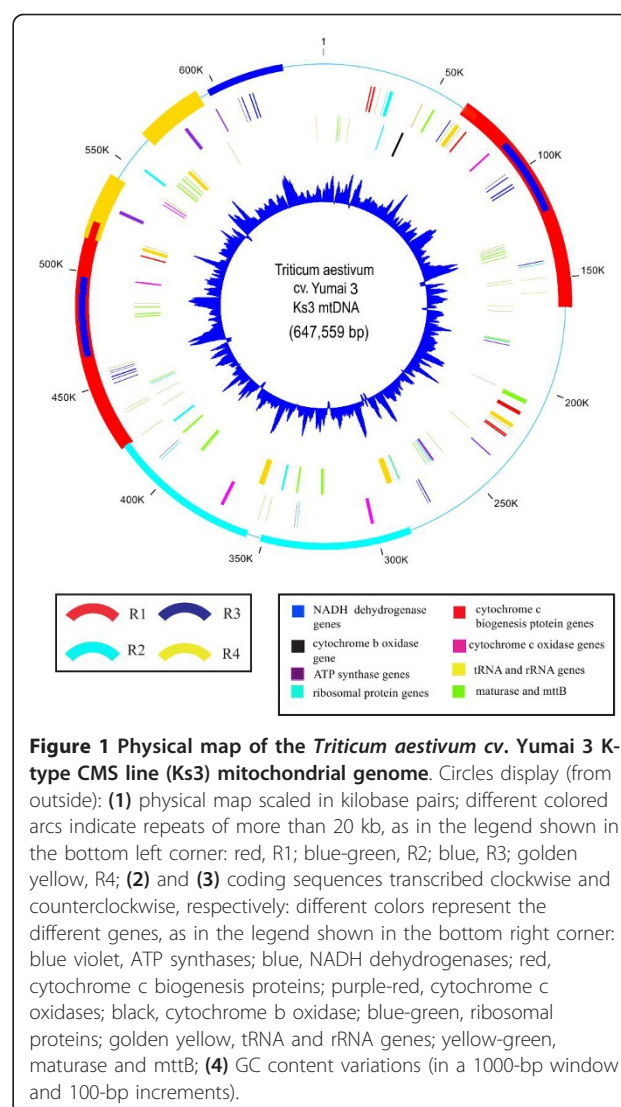 1
50K
100K
150K
200K
250K
300K
350K
400K
450K
500K
550K
600K
Triticum aestivum
cv. Yumai 3
Ks3 mtDNA
(647,559 bp)
R1
R3
R2
R4
NADH dehydrogenase
genes
cytochrome b oxidase
gene
ATP synthase genes
ribosomal protein genes
cytochrome c
biogenesis protein genes
cytochrome c oxidase genes
tRNA and rRNA genes
maturase and mttB
Figure 1 Physical map of the Triticum aestivum cv. Yumai 3 K-
type CMS line (Ks3) mitochondrial genome. Circles display (from
outside): (1) physical map scaled in kilobase pairs; different colored
arcs indicate repeats of more than 20 kb, as in the legend shown in
the bottom left corner: red, R1; blue-green, R2; blue, R3; golden
yellow, R4; (2) and (3) coding sequences transcribed clockwise and
counterclockwise, respectively: different colors represent the
different genes, as in the legend shown in the bottom right corner:
blue violet, ATP synthases; blue, NADH dehydrogenases; red,
cytochrome c biogenesis proteins; purple-red, cytochrome c
oxidases; black, cytochrome b oxidase; blue-green, ribosomal
proteins; golden yellow, tRNA and rRNA genes; yellow-green,
maturase and mttB; (4) GC content variations (in a 1000-bp window
and 100-bp increments).